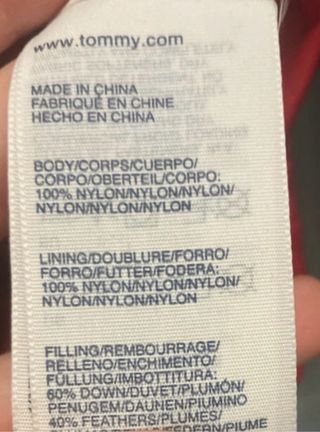 www.tommy.com
MADE IN CHINA
FABRIQUÉ EN CHINE
HECHO EN CHINA
BODY/CORPS/CUERPO/
CORPO/OBERTEIL/CORPO:
100% NYLON/NYLON/NYLON/
NYLON/NYLON/NYLON
LINING/DOUBLURE/FORRO/
FORRO/FUTTER/FODERA:
100% NYLON/NYLON/NYLON/
NYLON/NYLON/NYLON
FILLING/REMBOURRAGE/
RELLENO/ENCHIMENTO/
FÜLLUNG/IMBOTTITURA:
60% DOWN/DUVET/PLUMÓN/
PENUGEM/DAUNEN/PIUMINO
40% FEATHERS/PLUMES/